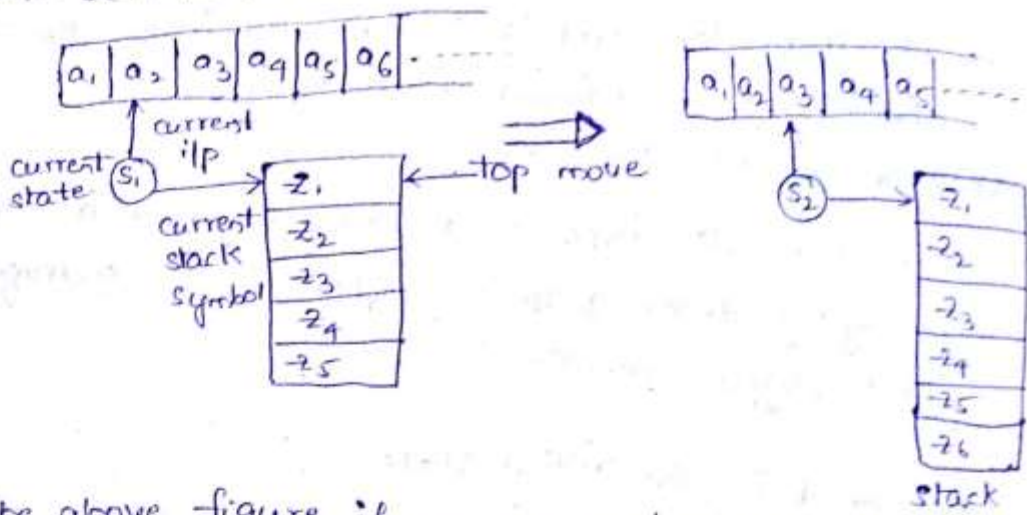 a1 a2 a3 a4 a5 a6 . ........
a1 a2 a3 a4 a5 ......
current
i/p
current
state
S1
top move
S2
current
stack
symbol
z1
z2
z3
z4
z5
z1
z2
z3
z4
z5
z6
stack
above figure